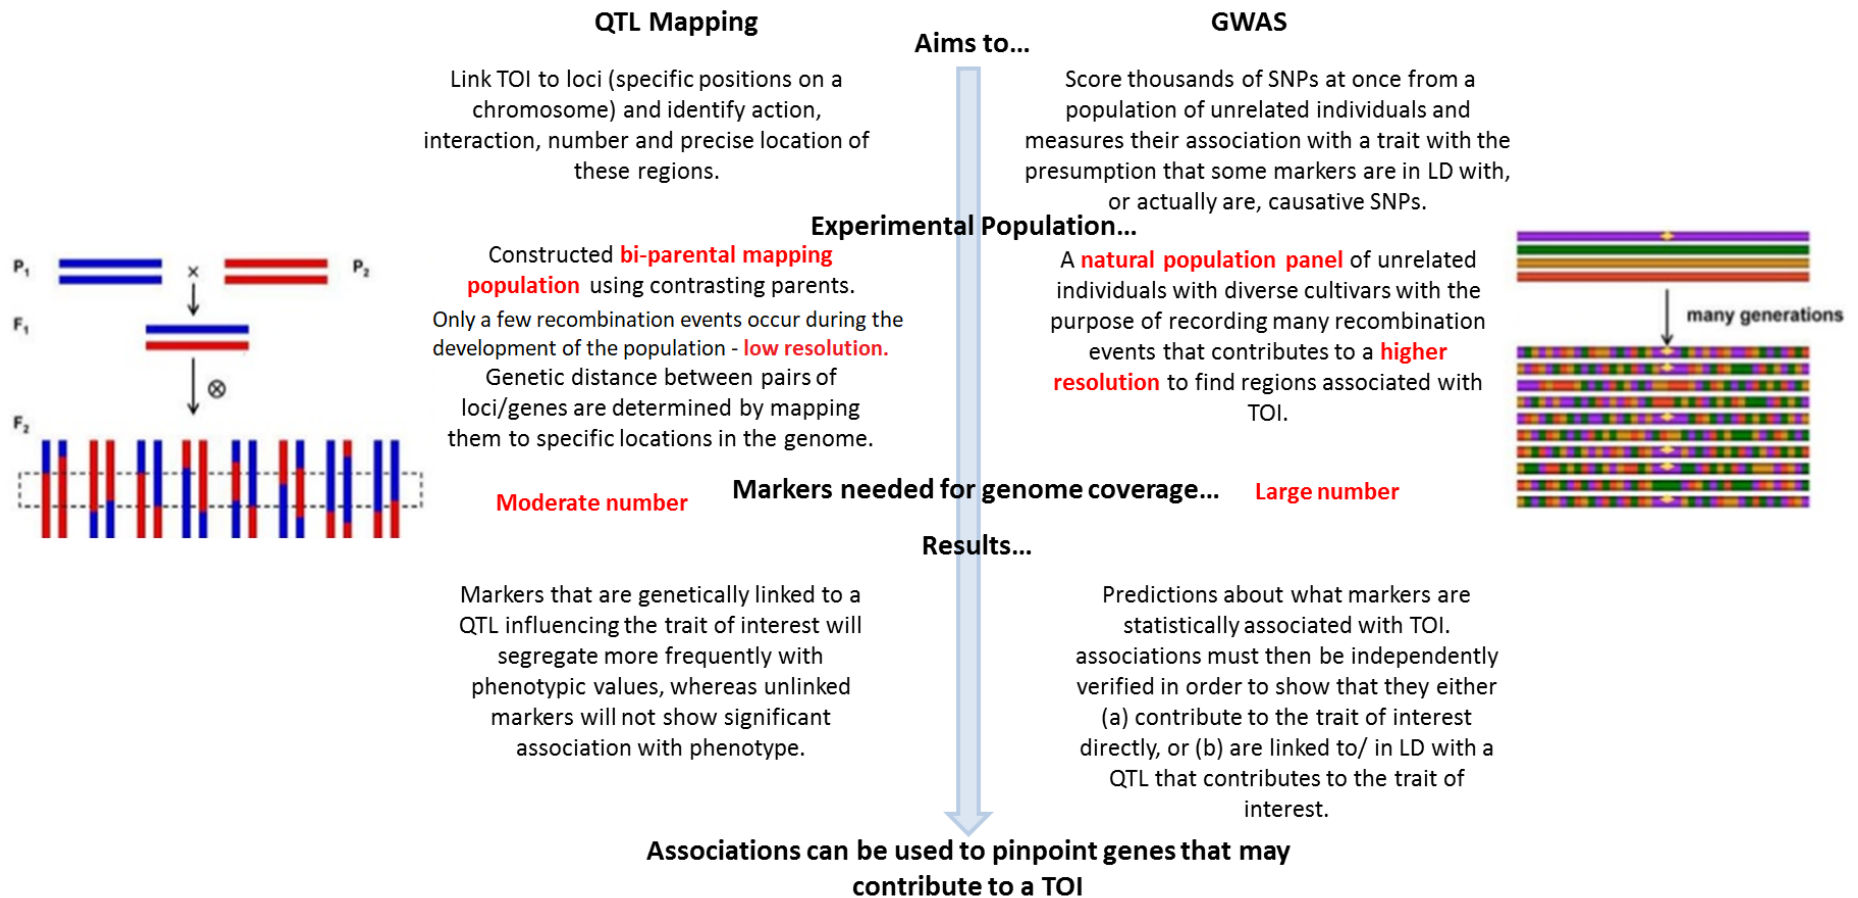 QTL Mapping
GWAS
Aims to...
Link TOI to loci (specific positions on a
chromosome) and identify action,
interaction, number and precise location of
these regions.
Score thousands of SNPs at once from a
population of unrelated individuals and
measures their association with a trait with the
presumption that some markers are in LD with,
or actually are, causative SNPs.
Experimental Population...
P₁
×
P₂
F₁
⊗
F₂
Constructed bi-parental mapping
population using contrasting parents.
Only a few recombination events occur during the
development of the population - low resolution.
Genetic distance between pairs of
loci/genes are determined by mapping
them to specific locations in the genome.
A natural population panel of unrelated
individuals with diverse cultivars with the
purpose of recording many recombination
events that contributes to a higher
resolution to find regions associated with
TOI.
many generations
Markers needed for genome coverage...
Moderate number
Large number
Results...
Markers that are genetically linked to a
QTL influencing the trait of interest will
segregate more frequently with
phenotypic values, whereas unlinked
markers will not show significant
association with phenotype.
Predictions about what markers are
statistically associated with TOI.
associations must then be independently
verified in order to show that they either
(a) contribute to the trait of interest
directly, or (b) are linked to/ in LD with a
QTL that contributes to the trait of
interest.
Associations can be used to pinpoint genes that may
contribute to a TOI